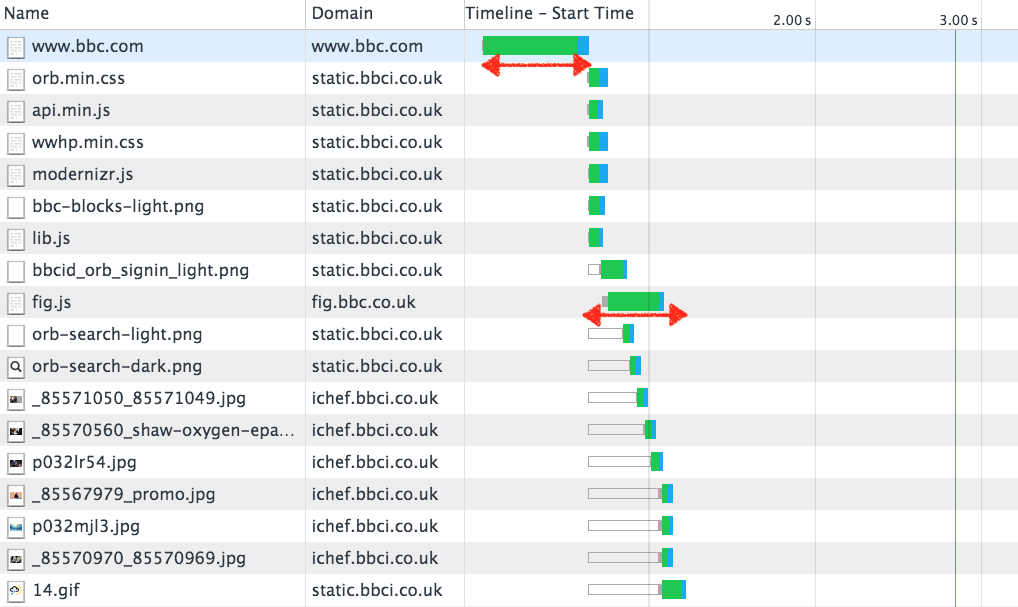 Name Domain Timeline – Start Time 2.00 s 3.00 s
www.bbc.com www.bbc.com
orb.min.css static.bbci.co.uk
api.min.js static.bbci.co.uk
wwhp.min.css static.bbci.co.uk
modernizr.js static.bbci.co.uk
bbc-blocks-light.png static.bbci.co.uk
lib.js static.bbci.co.uk
bbcid_orb_signin_light.png static.bbci.co.uk
fig.js fig.bbc.co.uk
orb-search-light.png static.bbci.co.uk
orb-search-dark.png static.bbci.co.uk
_85571050_85571049.jpg ichef.bbci.co.uk
_85570560_shaw-oxygen-epa... ichef.bbci.co.uk
p032lr54.jpg ichef.bbci.co.uk
_85567979_promo.jpg ichef.bbci.co.uk
p032mjl3.jpg ichef.bbci.co.uk
_85570970_85570969.jpg ichef.bbci.co.uk
14.gif static.bbci.co.uk